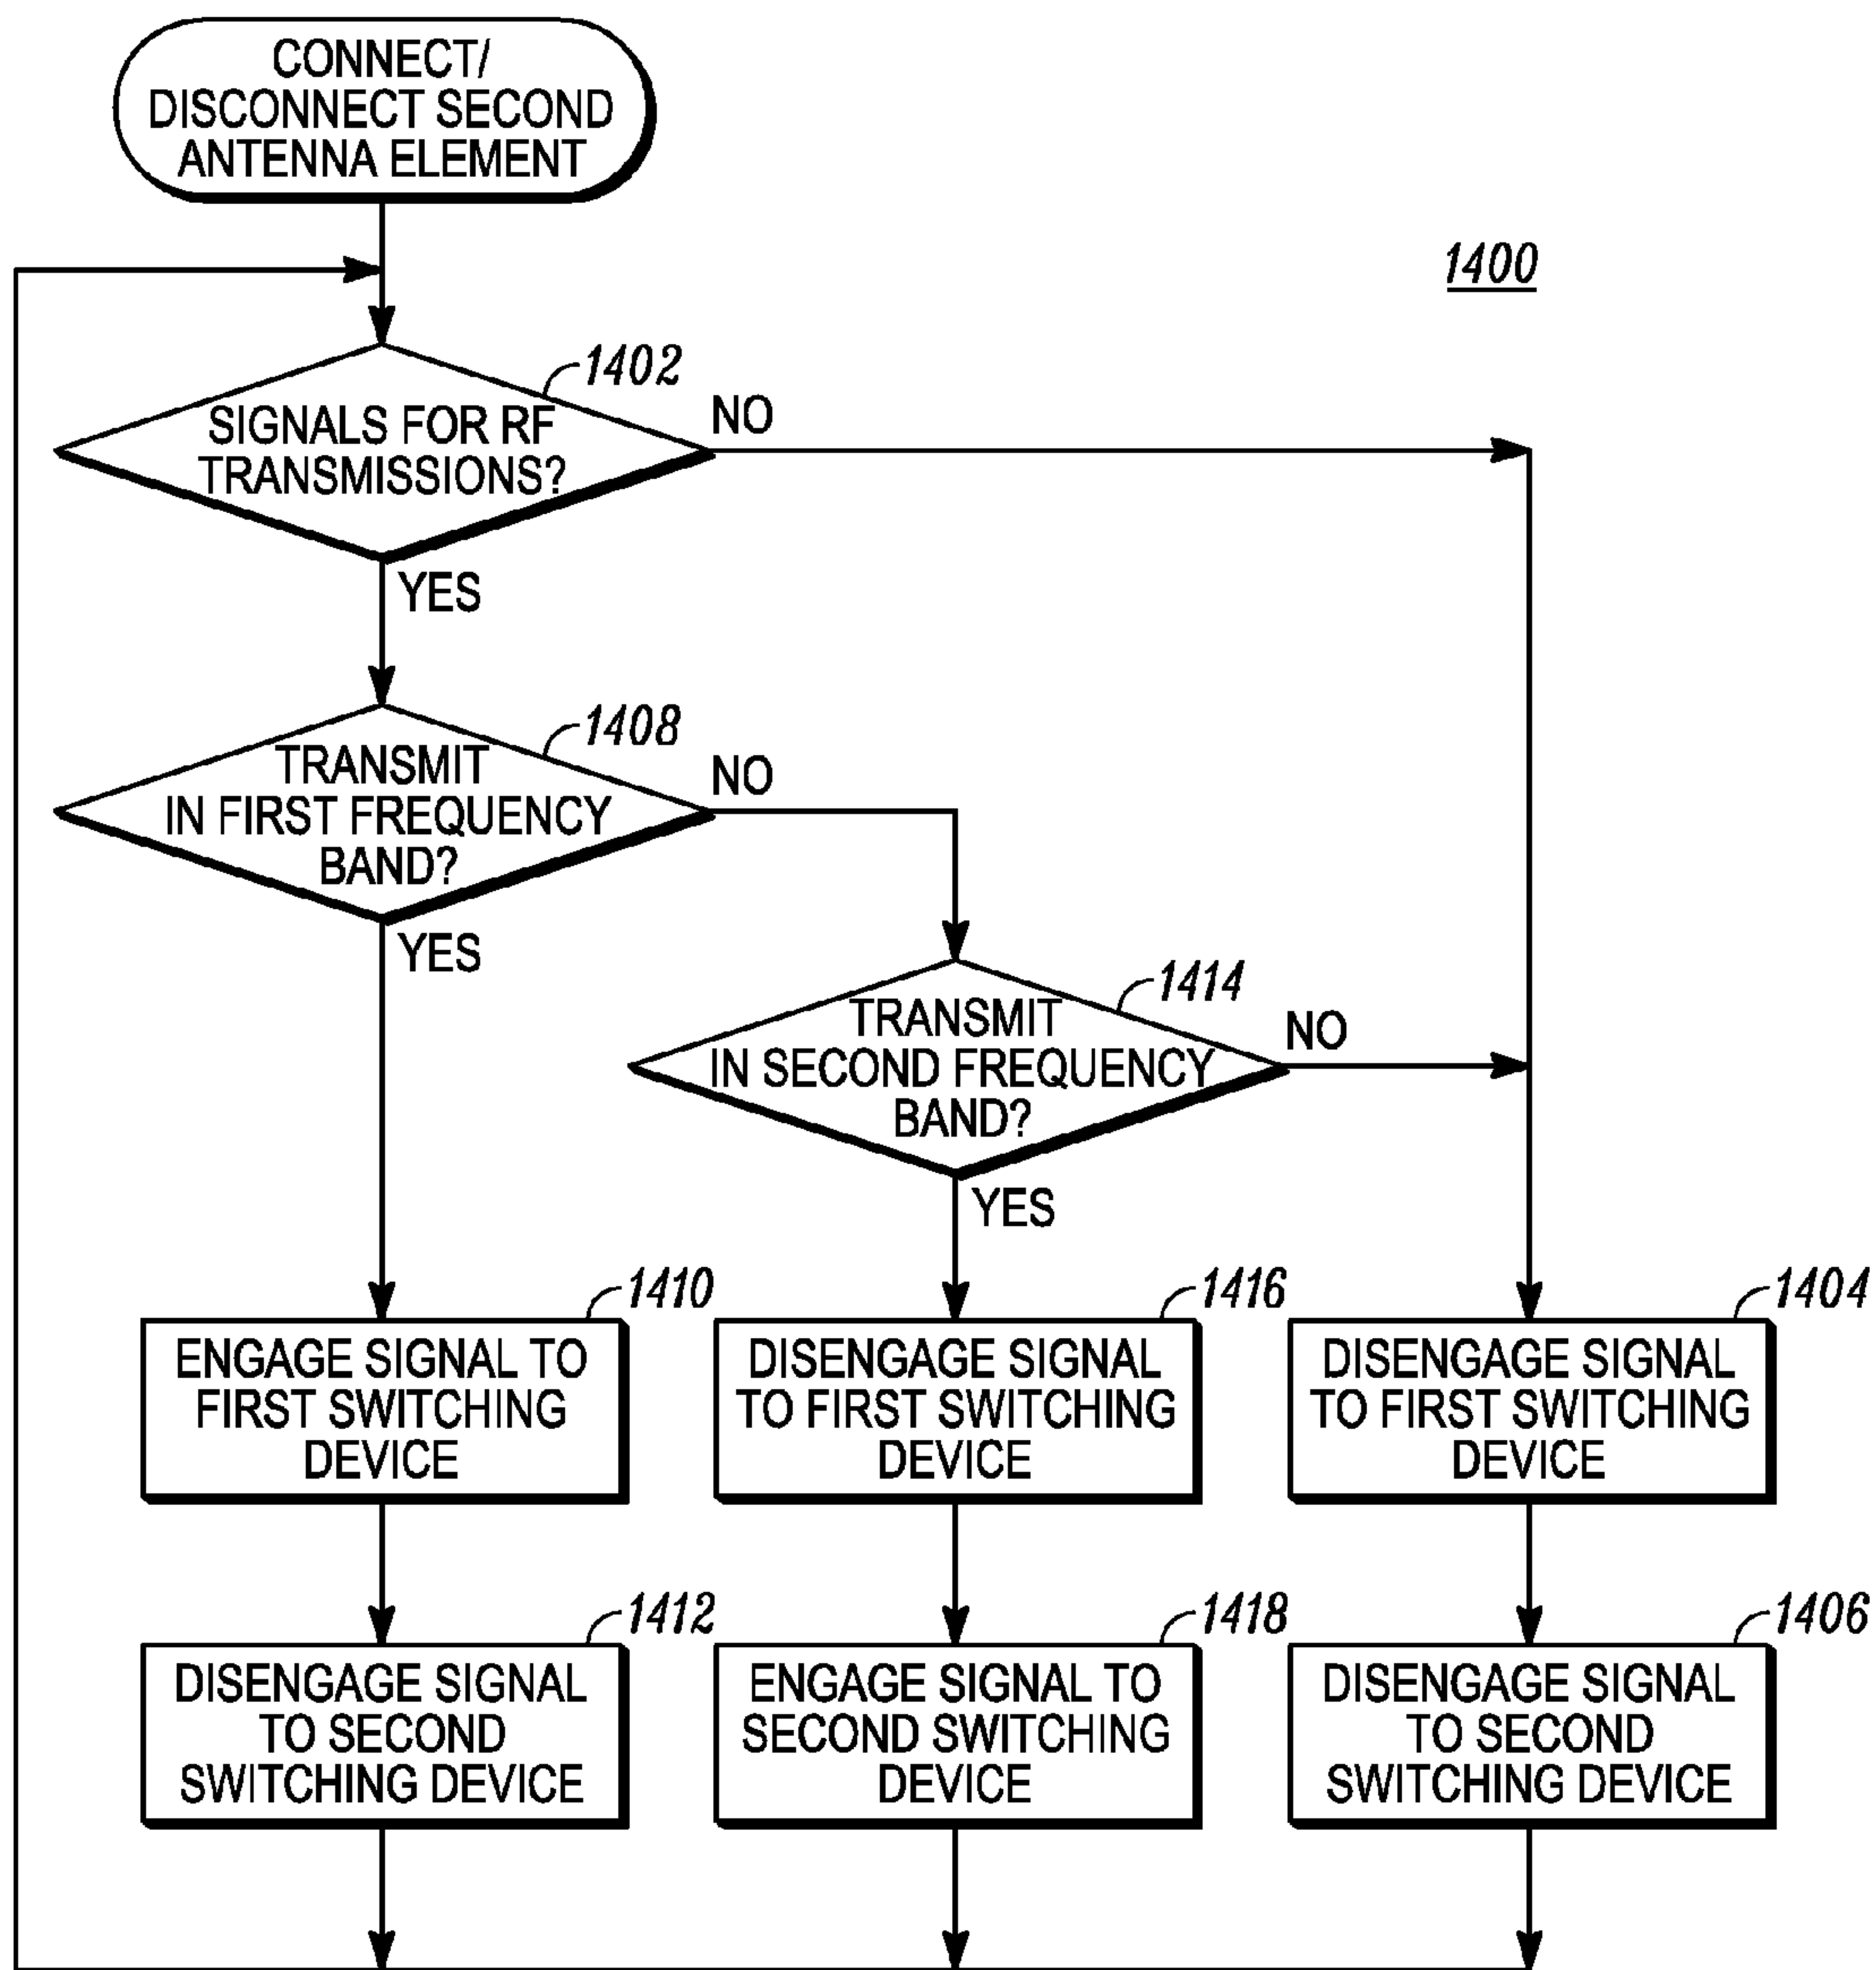 CONNECT/
DISCONNECT SECOND
ANTENNA ELEMENT
1400
1402
SIGNALS FOR RF
TRANSMISSIONS?
NO
YES
1408
TRANSMIT
IN FIRST FREQUENCY
BAND?
NO
YES
1414
TRANSMIT
IN SECOND FREQUENCY
BAND?
NO
YES
1410
ENGAGE SIGNAL TO
FIRST SWITCHING
DEVICE
1416
DISENGAGE SIGNAL
TO FIRST SWITCHING
DEVICE
1404
DISENGAGE SIGNAL
TO FIRST SWITCHING
DEVICE
1412
DISENGAGE SIGNAL
TO SECOND
SWITCHING DEVICE
1418
ENGAGE SIGNAL TO
SECOND SWITCHING
DEVICE
1406
DISENGAGE SIGNAL
TO SECOND
SWITCHING DEVICE